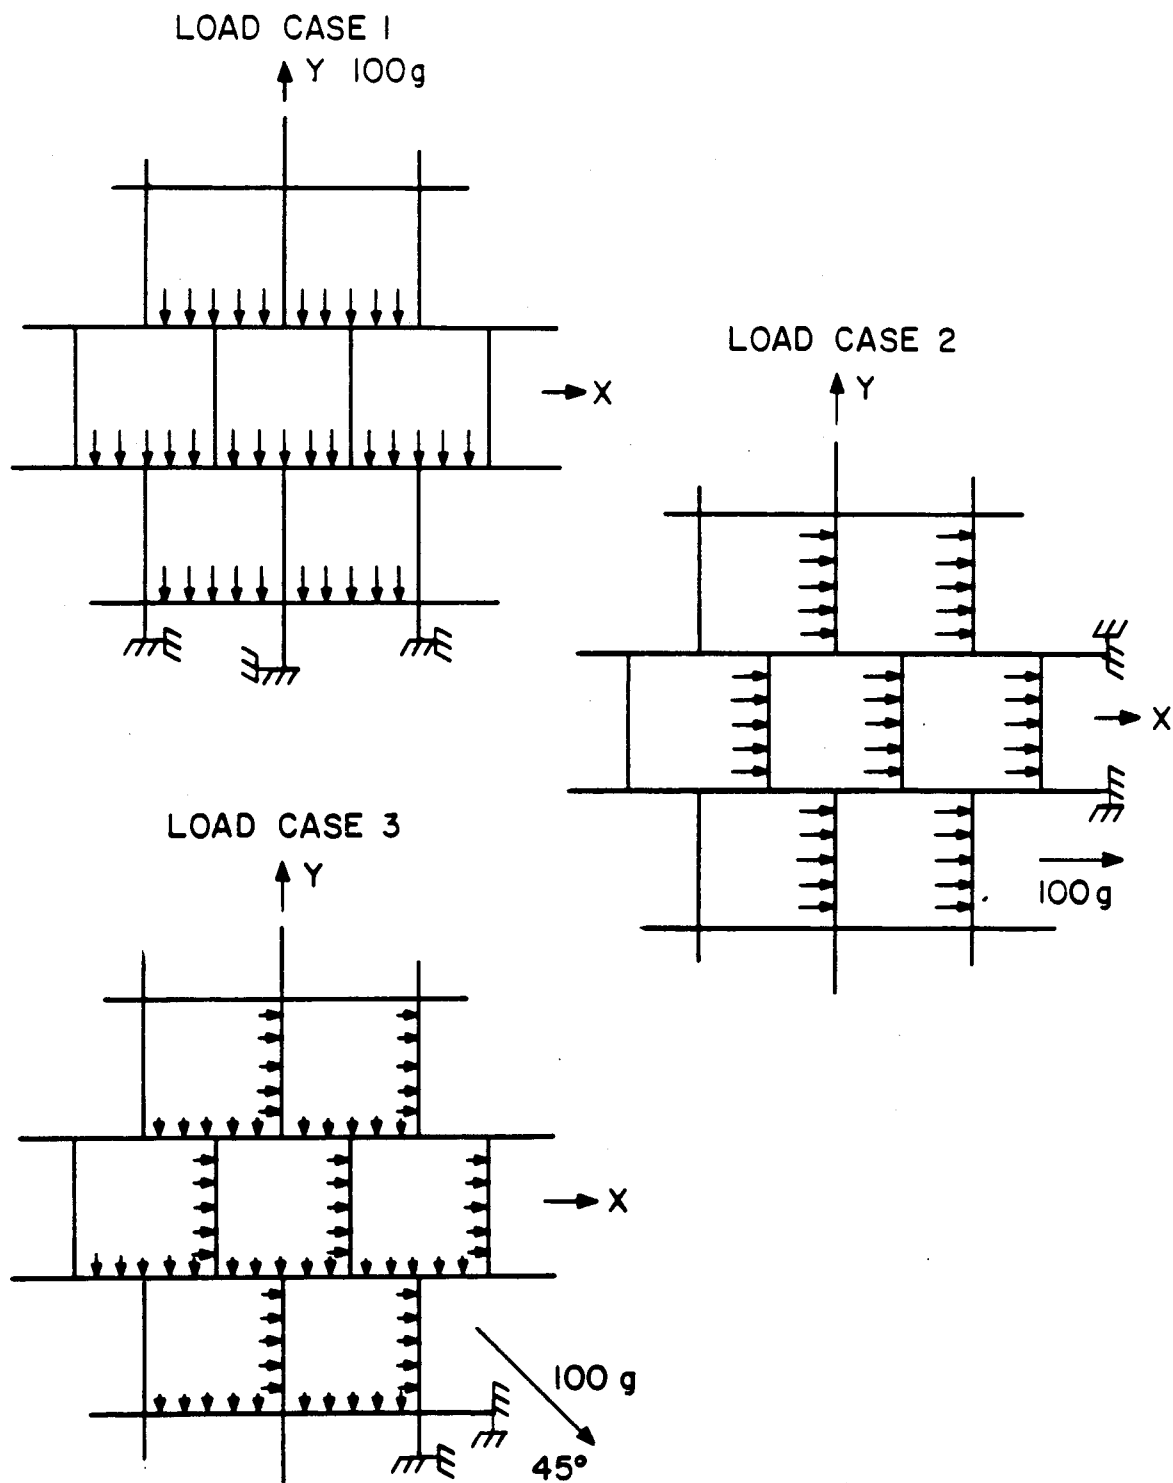 LOAD CASE 1
Y 100g
X
LOAD CASE 2
Y
X
100g
LOAD CASE 3
Y
X
100 g
45°